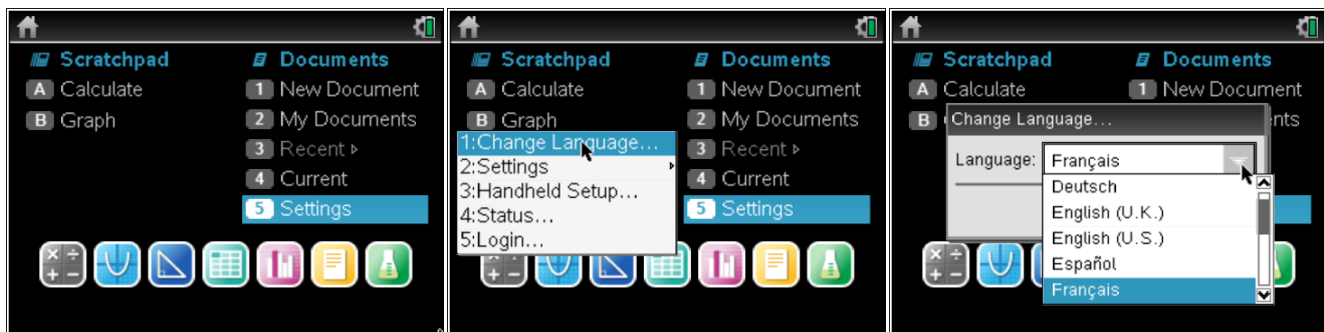 Scratchpad
Documents
A Calculate
1 New Document
B Graph
2 My Documents
3 Recent ▹
4 Current
5 Settings
Scratchpad
Documents
A Calculate
1 New Document
B Graph
2 My Documents
1:Change Language...
2:Settings
3:Handheld Setup...
4:Status...
5:Login...
3 Recent ▹
4 Current
5 Settings
Scratchpad
Documents
A Calculate
1 New Document
B
Change Language...
Language: Français
Deutsch
English (U.K.)
English (U.S.)
Español
Français